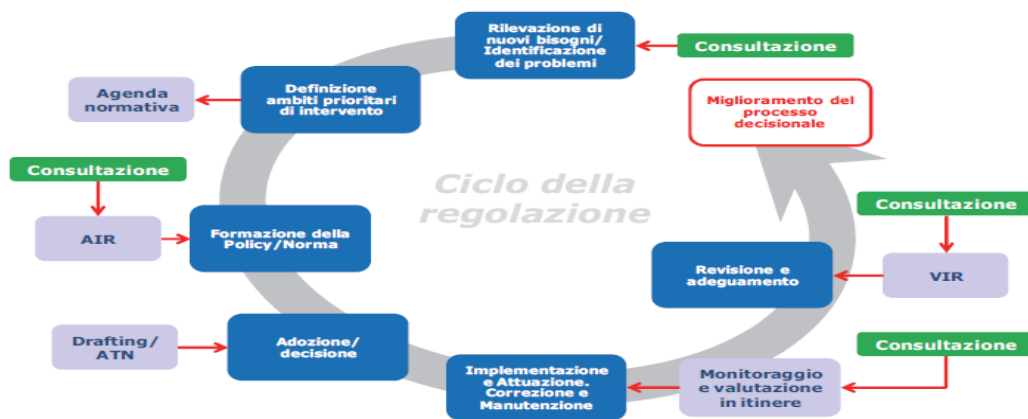 Rilevazione di
nuovi bisogni/
Identificazione
dei problemi
Consultazione
Agenda
normativa
Definizione
ambiti prioritari
di intervento
Miglioramento del
processo
decisionale
Consultazione
Ciclo della
regolazione
Consultazione
AIR
Formazione della
Policy/Norma
Revisione e
adeguamento
VIR
Drafting/
ATN
Adozione/
decisione
Consultazione
Implementazione
e Attuazione.
Correzione e
Manutenzione
Monitoraggio
e valutazione
in itinere